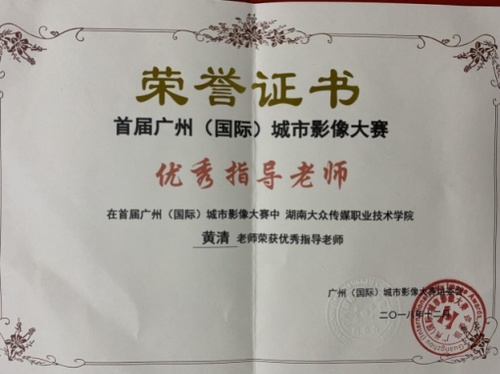 荣誉证书
首届广州（国际）城市影像大赛
优秀指导老师
在首届广州（国际）城市影像大赛中 湖南大众传媒职业技术学院
黄清 老师荣获优秀指导老师
广州（国际）城市影像大赛组委会
二〇一八年十二月